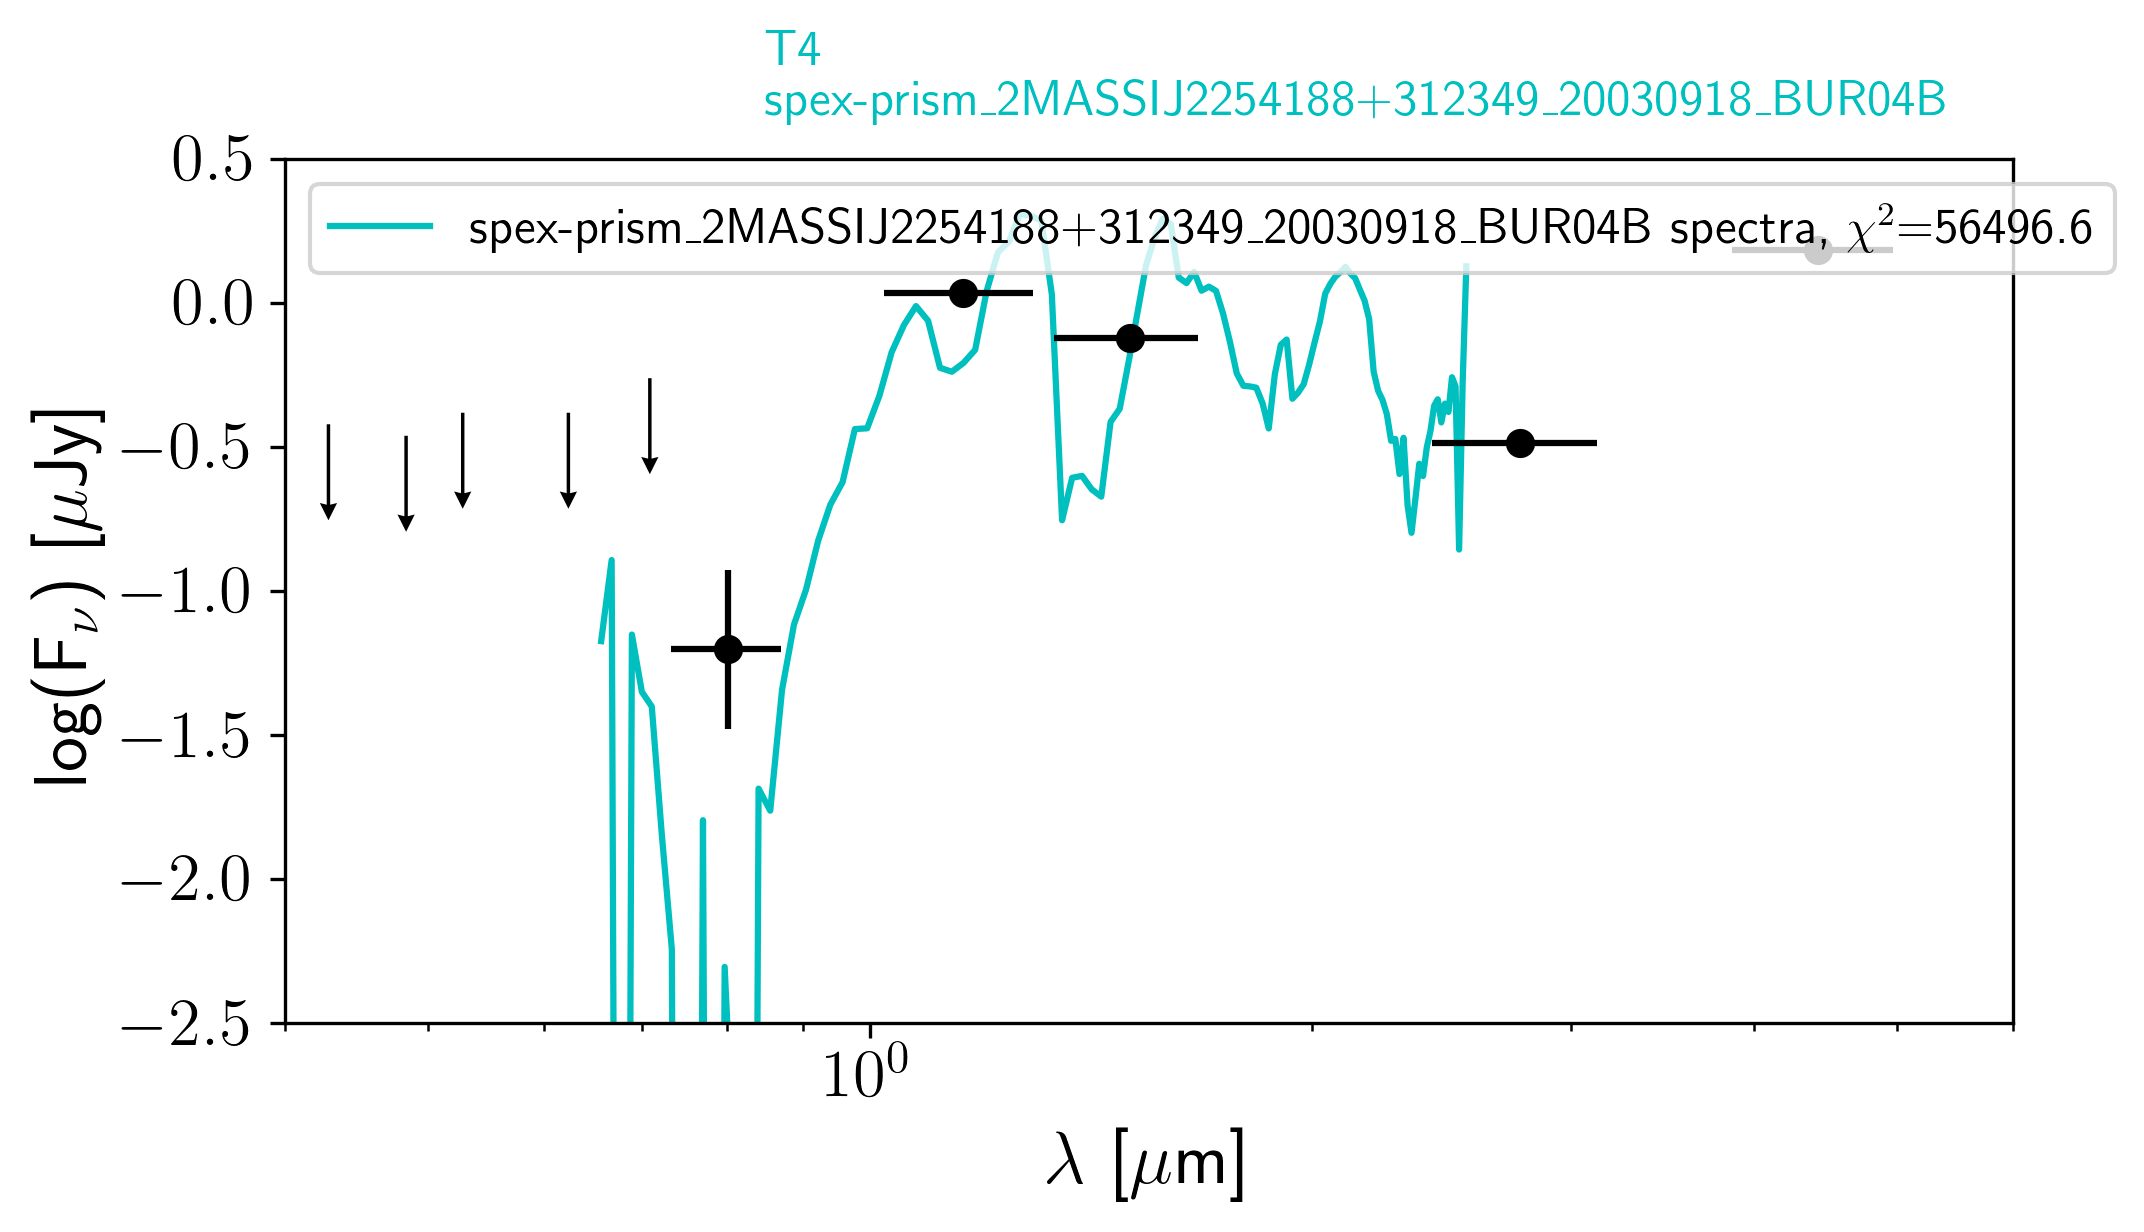 T4
spex-prism_2MASSIJ2254188+312349_20030918_BUR04B
0.5
spex-prism_2MASSIJ2254188+312349_20030918_BUR04B spectra, χ²=56496.6
0.0
−0.5
−1.0
−1.5
−2.0
−2.5
log(Fν) [μJy]
10⁰
λ [μm]